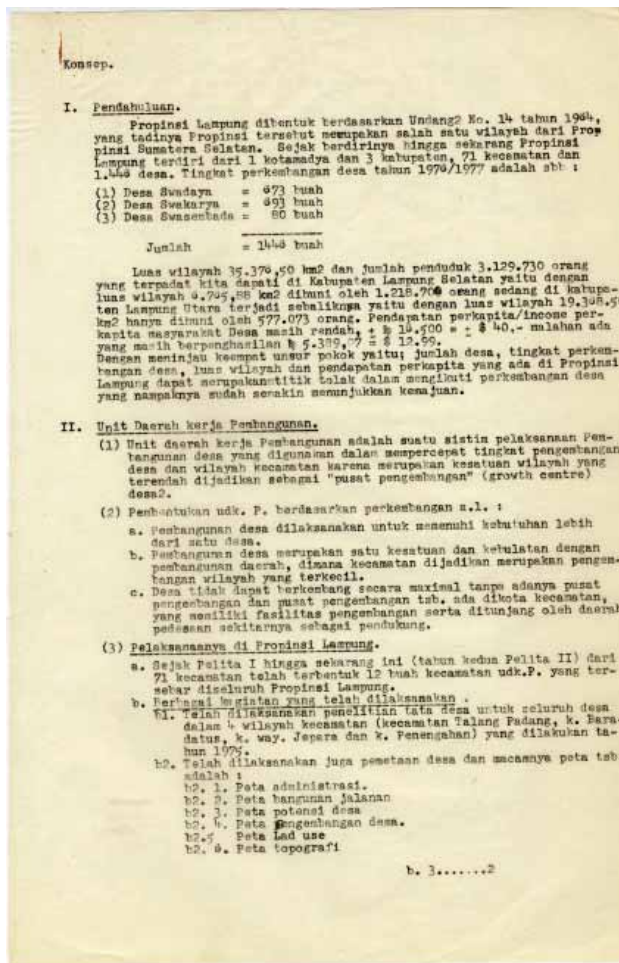 Konsep.
I. Pendahuluan.
Propinsi Lampung dibentuk berdasarkan Undang2 No. 14 tahun 1964,
yang tadinya Propinsi tersebut merupakan salah satu wilayah dari Pro
pinsi Sumatera Selatan. Sejak berdirinya hingga sekarang Propinsi
Lampung terdiri dari 1 kotamadya dan 3 kabupaten, 71 kecamatan dan
1.446 desa. Tingkat perkembangan desa tahun 1976/1977 adalah sbb :
(1) Desa Swadaya = 673 buah
(2) Desa Swakarya = 693 buah
(3) Desa Swasembada = 80 buah
Jumlah = 1446 buah
Luas wilayah 35.376,50 km2 dan jumlah penduduk 3.129.730 orang
yang terpadat kita dapati di Kabupaten Lampung Selatan yaitu dengan
luas wilayah 6.765,88 km2 dihuni oleh 1.218.700 orang sedang di kabupa-
ten Lampung Utara terjadi sebaliknya yaitu dengan luas wilayah 19.368.50
km2 hanya dihuni oleh 577.073 orang. Pendapatan perkapita/income per-
kapita masyarakat Desa masih rendah, + Rp 16.500 = + $ 40,- malahan ada
yang masih berpenghasilan Rp 5.389,07 = $ 12.99.
Dengan meninjau keempat unsur pokok yaitu; jumlah desa, tingkat perkem-
bangan desa, luas wilayah dan pendapatan perkapita yang ada di Propinsi
Lampung dapat merupakan titik tolak dalam mengikuti perkembangan desa
yang nampaknya sudah semakin menunjukkan kemajuan.
II. Unit Daerah kerja Pembangunan.
(1) Unit daerah kerja Pembangunan adalah suatu sistim pelaksanaan Pem-
bangunan desa yang digunakan dalam mempercepat tingkat pengembangan
desa dan wilayah kecamatan karena merupakan kesatuan wilayah yang
terendah dijadikan sebagai "pusat pengembangan" (growth centre)
desa2.
(2) Pembentukan udk. P. berdasarkan perkembangan a.l. :
a. Pembangunan desa dilaksanakan untuk memenuhi kebutuhan lebih
dari satu desa.
b. Pembangunan desa merupakan satu kesatuan dan kebulatan dengan
pembangunan daerah, dimana kecamatan dijadikan merupakan pengem-
bangan wilayah yang terkecil.
c. Desa tidak dapat berkembang secara maximal tanpa adanya pusat
pengembangan dan pusat pengembangan tsb. ada dikota kecamatan,
yang memiliki fasilitas pengembangan serta ditunjang oleh daerah
pedesaan sekitarnya sebagai pendukung.
(3) Pelaksanaanya di Propinsi Lampung.
a. Sejak Pelita I hingga sekarang ini (tahun kedua Pelita II) dari
71 kecamatan telah terbentuk 12 buah kecamatan udk.P. yang ter-
sebar diseluruh Propinsi Lampung.
b. Berbagai kegiatan yang telah dilaksanakan .
b1. Telah dilaksanakan penelitian tata desa untuk seluruh desa
dalam 4 wilayah kecamatan (kecamatan Talang Padang, k. Bara
datus, k. way. Jepara dan k. Penengahan) yang dilakukan ta-
hun 1975.
b2. Telah dilaksanakan juga pemetaan desa dan macamnya peta tsb
adalah :
b2. 1. Peta administrasi.
b2. 2. Peta bangunan jalanan
b2. 3. Peta potensi desa
b2. 4. Peta pengembangan desa.
b2.5 Peta Lad use
b2. 6. Peta topografi
b. 3.......2